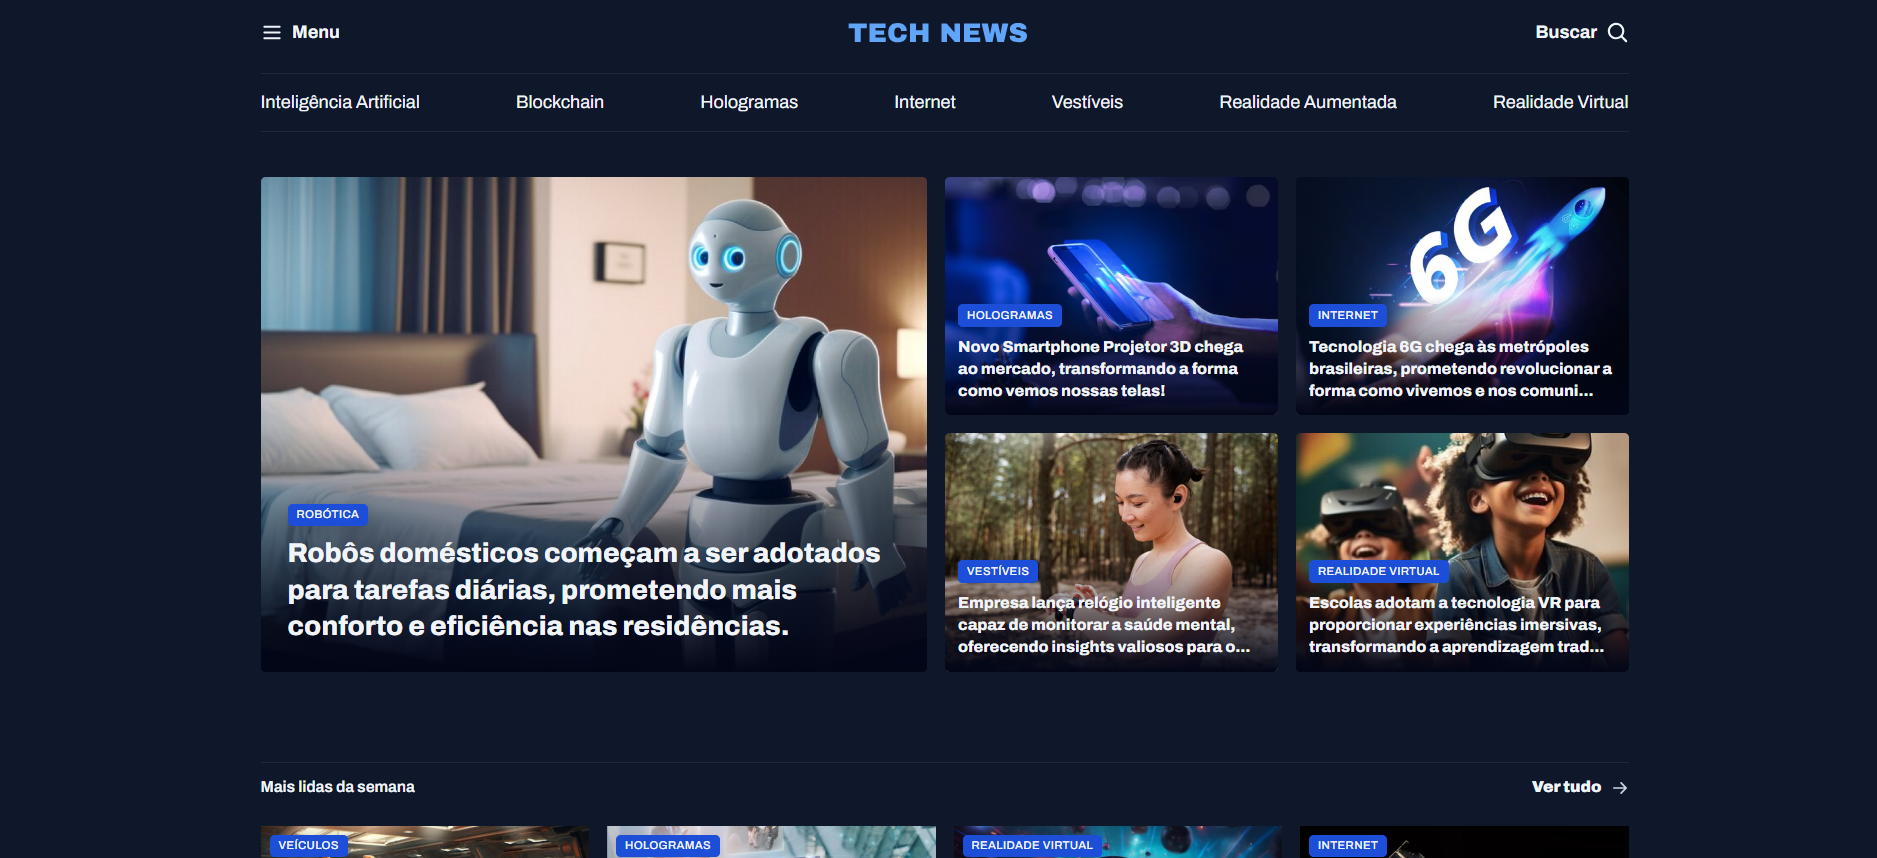 Menu
TECH NEWS
Buscar
Inteligência Artificial
Blockchain
Hologramas
Internet
Vestíveis
Realidade Aumentada
Realidade Virtual
ROBÓTICA
Robôs domésticos começam a ser adotados
para tarefas diárias, prometendo mais
conforto e eficiência nas residências.
HOLOGRAMAS
Novo Smartphone Projetor 3D chega
ao mercado, transformando a forma
como vemos nossas telas!
6G
INTERNET
Tecnologia 6G chega às metrópoles
brasileiras, prometendo revolucionar a
forma como vivemos e nos comuni...
VESTÍVEIS
Empresa lança relógio inteligente
capaz de monitorar a saúde mental,
oferecendo insights valiosos para o...
REALIDADE VIRTUAL
Escolas adotam a tecnologia VR para
proporcionar experiências imersivas,
transformando a aprendizagem trad...
Mais lidas da semana
Ver tudo
VEÍCULOS
HOLOGRAMAS
REALIDADE VIRTUAL
INTERNET